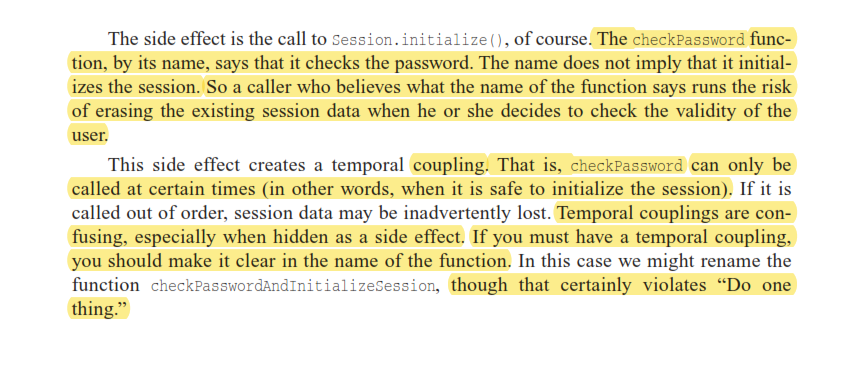 The side effect is the call to Session.initialize(), of course. The checkPassword func-
tion, by its name, says that it checks the password. The name does not imply that it initial-
izes the session. So a caller who believes what the name of the function says runs the risk
of erasing the existing session data when he or she decides to check the validity of the
user.
This side effect creates a temporal coupling. That is, checkPassword can only be
called at certain times (in other words, when it is safe to initialize the session). If it is
called out of order, session data may be inadvertently lost. Temporal couplings are con-
fusing, especially when hidden as a side effect. If you must have a temporal coupling,
you should make it clear in the name of the function. In this case we might rename the
function checkPasswordAndInitializeSession, though that certainly violates “Do one
thing.”